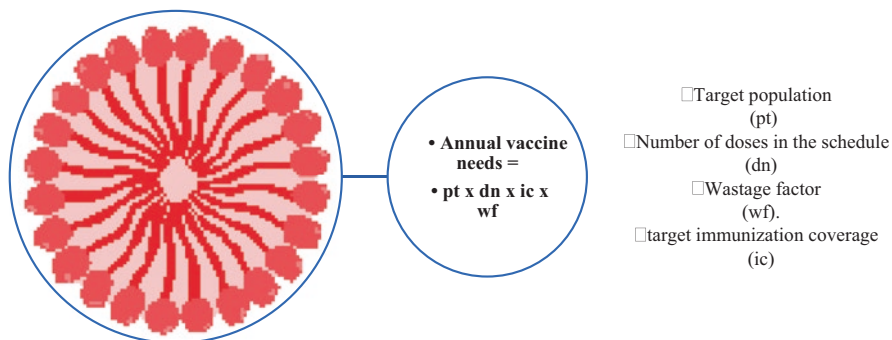 • Annual vaccine
needs =
• pt x dn x ic x
wf
□Target population
(pt)
□Number of doses in the schedule
(dn)
□Wastage factor
(wf).
□target immunization coverage
(ic)